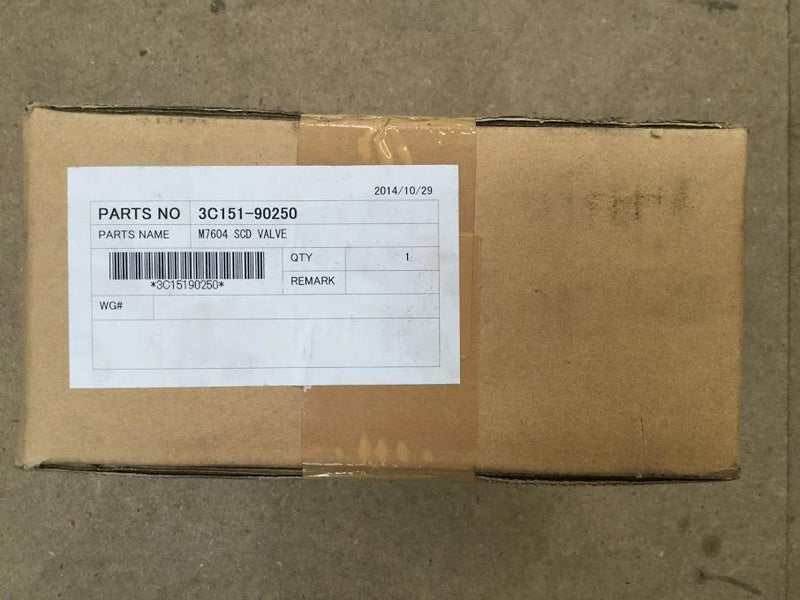 2014/10/29
PARTS NO 3C151-90250
PARTS NAME M7604 SCD VALVE
QTY 1
*3C15190250*
REMARK
WG#